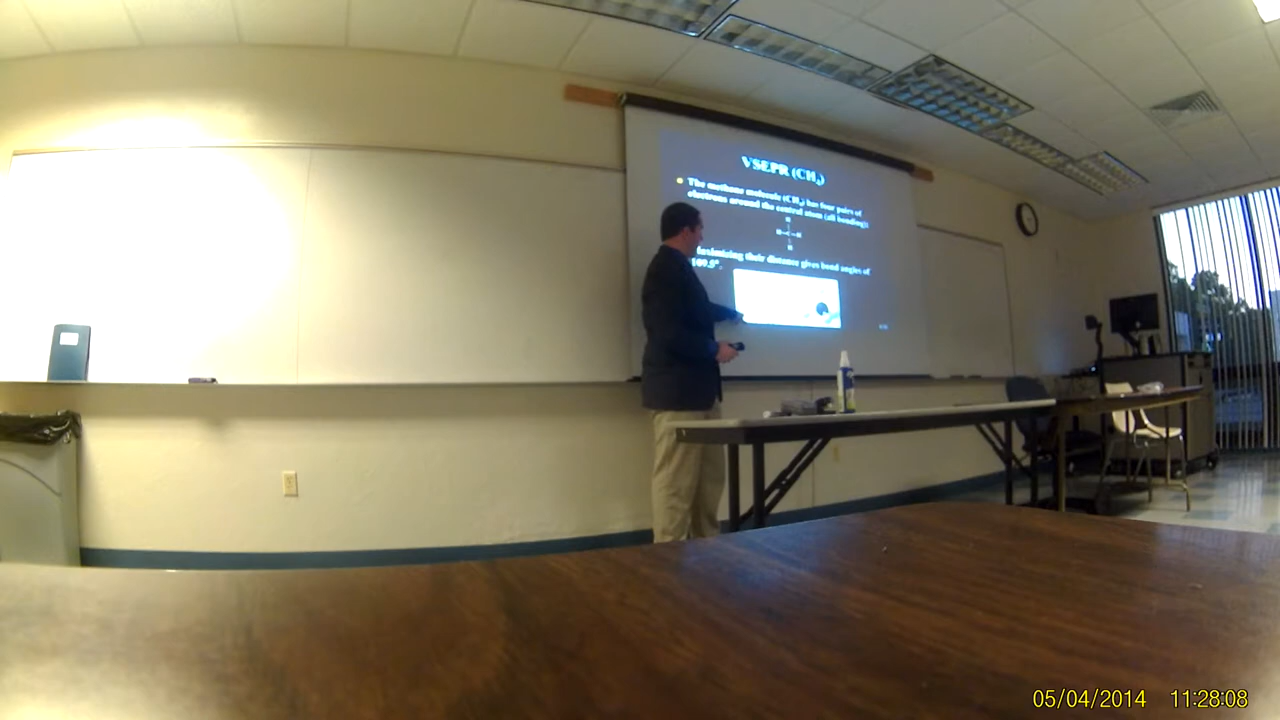 VSEPR (CH₄)
The methane molecule (CH₄) has four pairs of
electrons around the central atom (all bonding):
H
H—C—H
H
Maximizing their distance gives bond angles of
109.5°.
05/04/2014 11:28:08